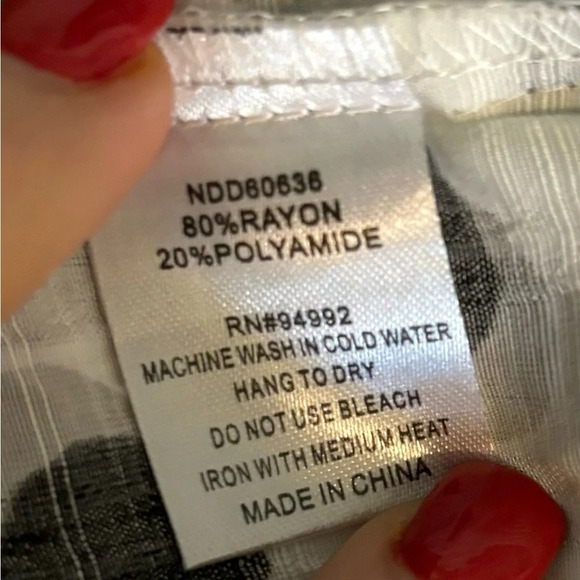 NDD60636
80%RAYON
20%POLYAMIDE
RN#94992
MACHINE WASH IN COLD WATER
HANG TO DRY
DO NOT USE BLEACH
IRON WITH MEDIUM HEAT
MADE IN CHINA